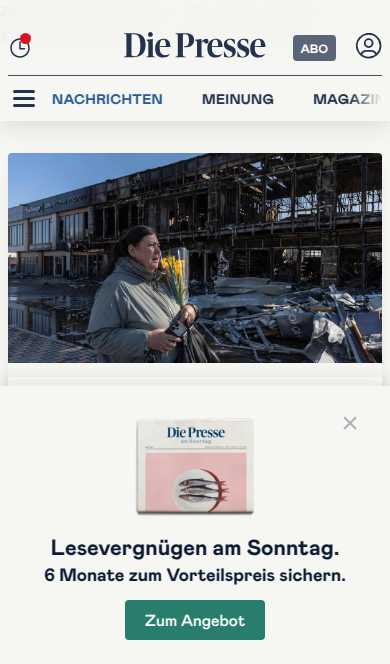 Die Presse
ABO
NACHRICHTEN
MEINUNG
MAGAZIN
Die Presse
am Sonntag
Lesevergnügen am Sonntag.
6 Monate zum Vorteilspreis sichern.
Zum Angebot